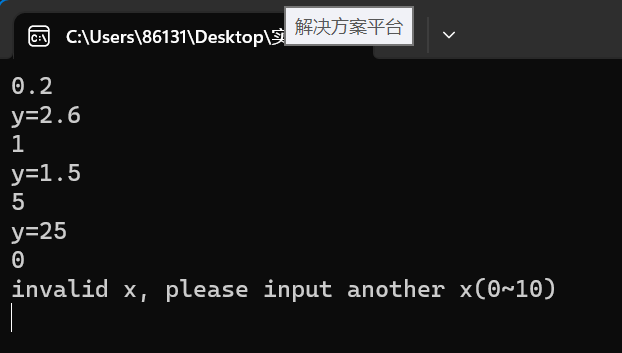 解决方案平台
C:\Users\86131\Desktop\实
0.2
y=2.6
1
y=1.5
5
y=25
0
invalid x, please input another x(0~10)